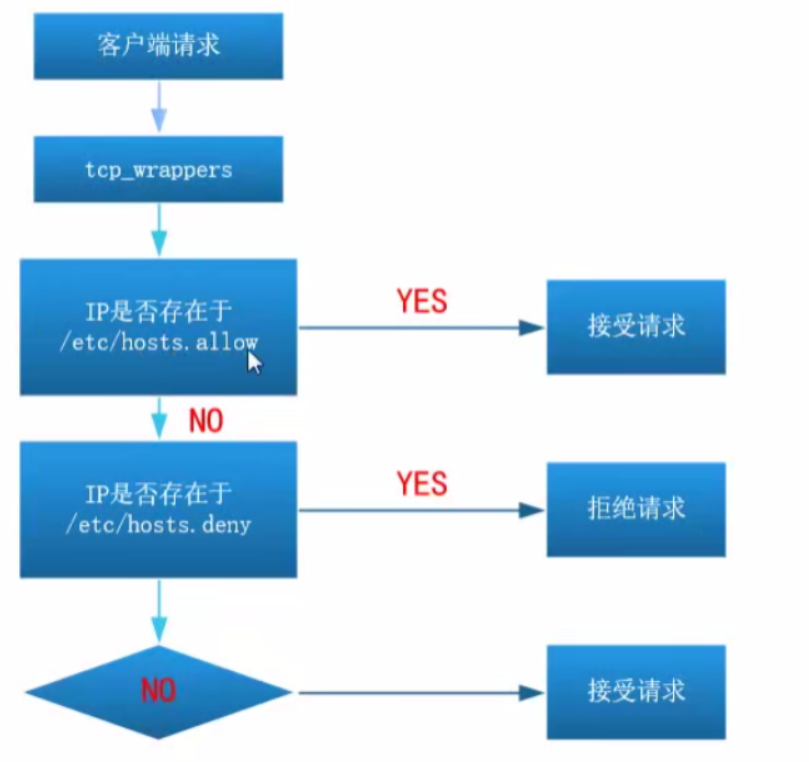 客户端请求
tcp_wrappers
IP是否存在于
/etc/hosts.allow
YES
接受请求
NO
IP是否存在于
/etc/hosts.deny
YES
拒绝请求
NO
接受请求